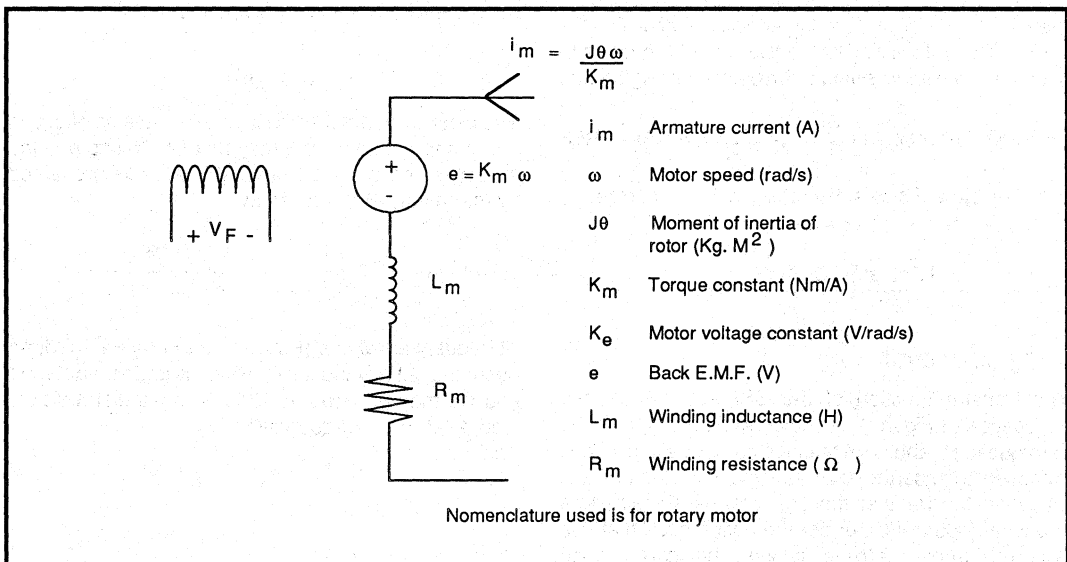 i m = Jθ ω
K m
+
-
e = K m ω
+ V F -
L m
R m
i m Armature current (A)
ω Motor speed (rad/s)
Jθ Moment of inertia of
rotor (Kg. M 2 )
K m Torque constant (Nm/A)
K e Motor voltage constant (V/rad/s)
e Back E.M.F. (V)
L m Winding inductance (H)
R m Winding resistance ( Ω )
Nomenclature used is for rotary motor